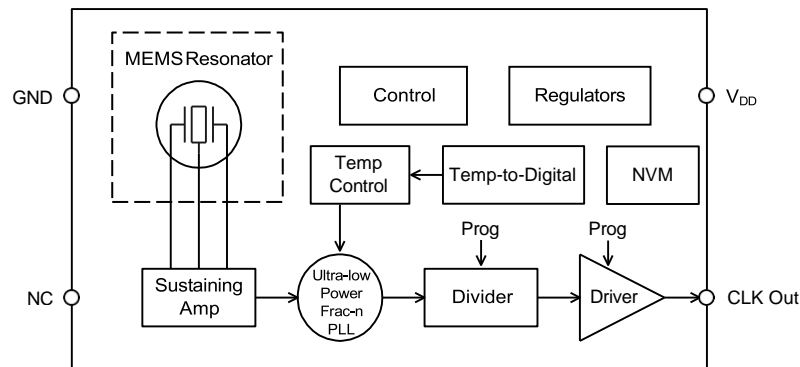 MEMS Resonator
GND
Control
Regulators
VDD
Temp
Control
Temp-to-Digital
NVM
Prog
Prog
NC
Sustaining
Amp
Ultra-low
Power
Frac-n
PLL
Divider
Driver
CLK Out